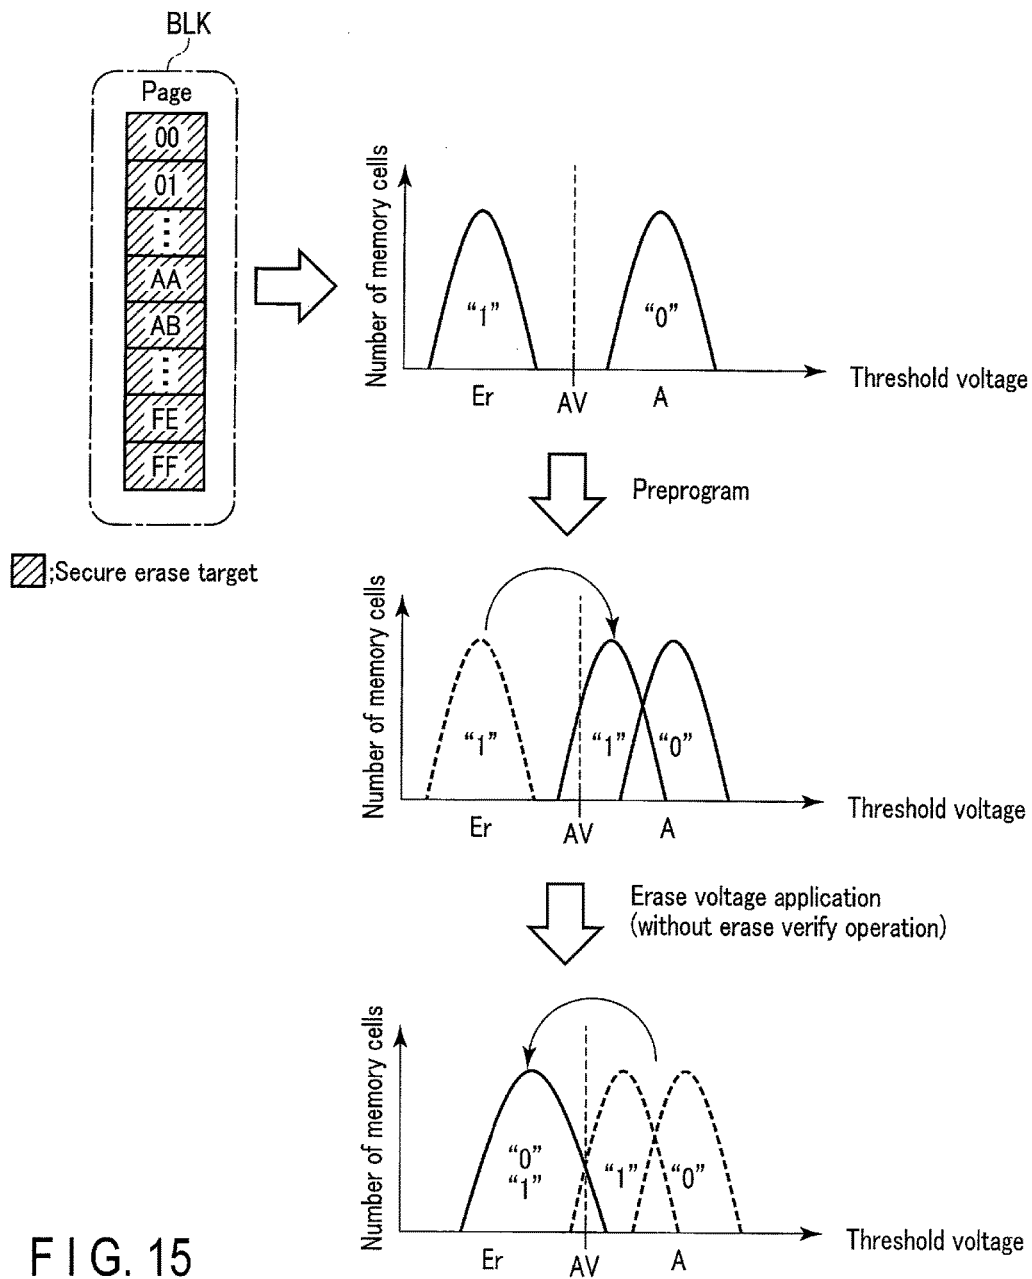 BLK
Page
00
01
AA
AB
FE
FF
;Secure erase target
Number of memory cells
“1”
“0”
Er
AV
A
Threshold voltage
Preprogram
Number of memory cells
“1”
“1”
“0”
Er
AV
A
Threshold voltage
Erase voltage application
(without erase verify operation)
Number of memory cells
“0”
“1”
“1”
“0”
Er
AV
A
Threshold voltage
FIG. 15